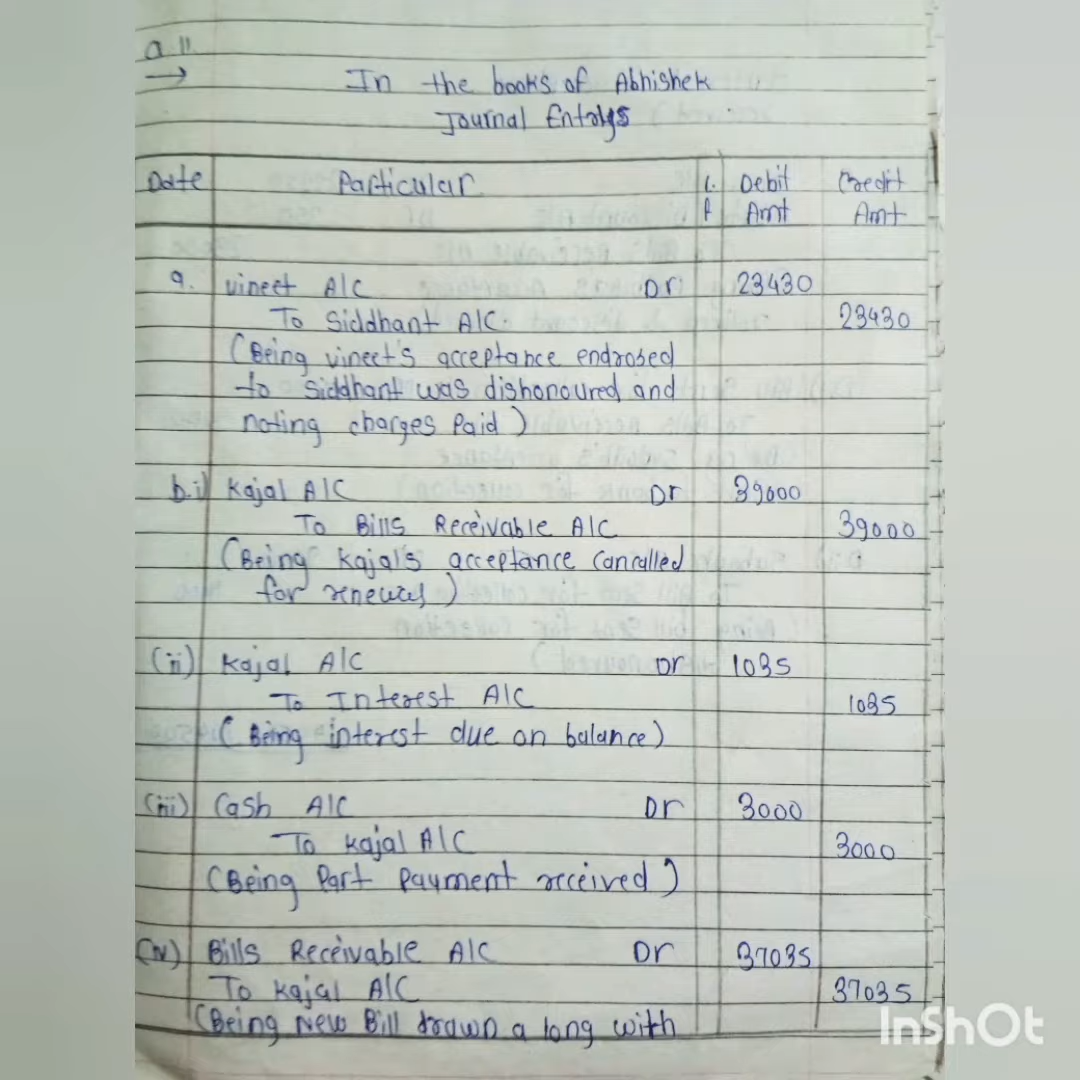 Q 11.
→
In the books of Abhishek
Journal Entrys
Date Particular. L. Debit Credit
F Amt Amt
a. vineet A/C Dr 23430
To Siddhant A/C 23430
(Being vineet's acceptance endrosed
to Siddhant was dishonoured and
noting charges Paid)
b.i) Kajal A/C Dr 39000
To Bills Receivable A/C 39000
(Being Kajal's acceptance cancalled
for renewal)
(ii) Kajal A/C Dr 1035
To Interest A/C 1035
(Being interest due on balance)
(iii) Cash A/C Dr 3000
To Kajal A/C 3000
(Being Part Payment received)
(iv) Bills Receivable A/C Dr 37035
To Kajal A/C 37035
(Being New Bill drawn a long with
InShOt